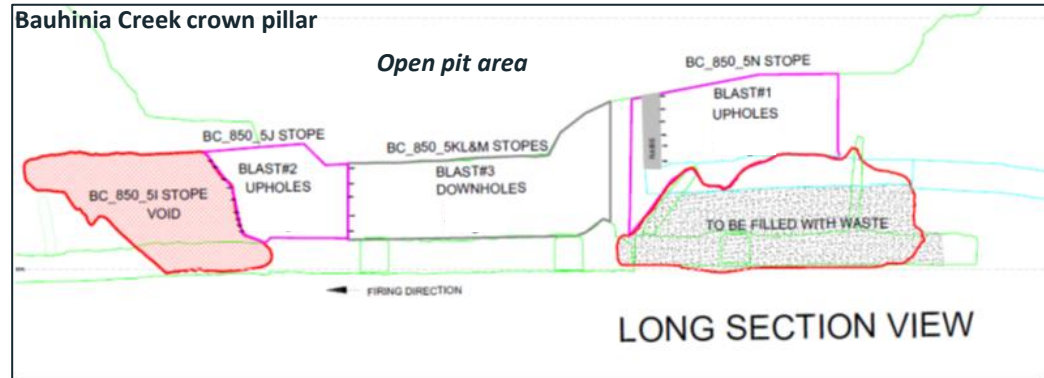 Bauhinia Creek crown pillar
Open pit area
BC_850_5N STOPE
BLAST#1
UPHOLES
BC_850_5J STOPE
BLAST#2
UPHOLES
BC_850_5KL&M STOPES
BLAST#3
DOWNHOLES
BC_850_5I STOPE
VOID
TO BE FILLED WITH WASTE
FIRING DIRECTION
LONG SECTION VIEW